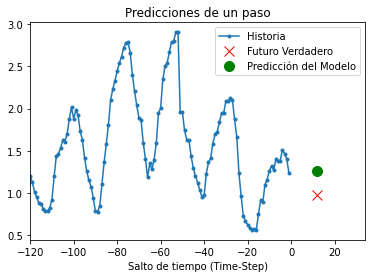 Predicciones de un paso
Historia
Futuro Verdadero
Predicción del Modelo
3.0
2.5
2.0
1.5
1.0
0.5
−120 −100 −80 −60 −40 −20 0 20
Salto de tiempo (Time-Step)